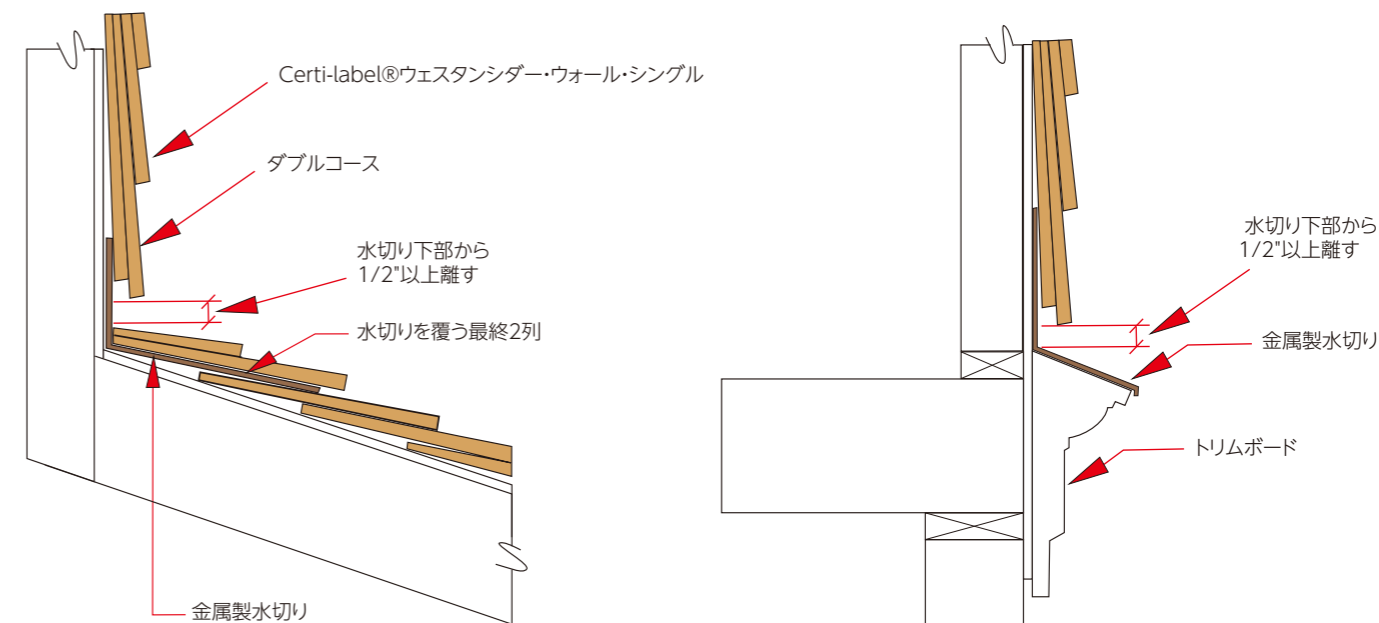 Certi-label®ウェスタンシダー・ウォール・シングル
ダブルコース
水切り下部から
1/2"以上離す
水切りを覆う最終2列
金属製水切り
水切り下部から
1/2"以上離す
金属製水切り
トリムボード